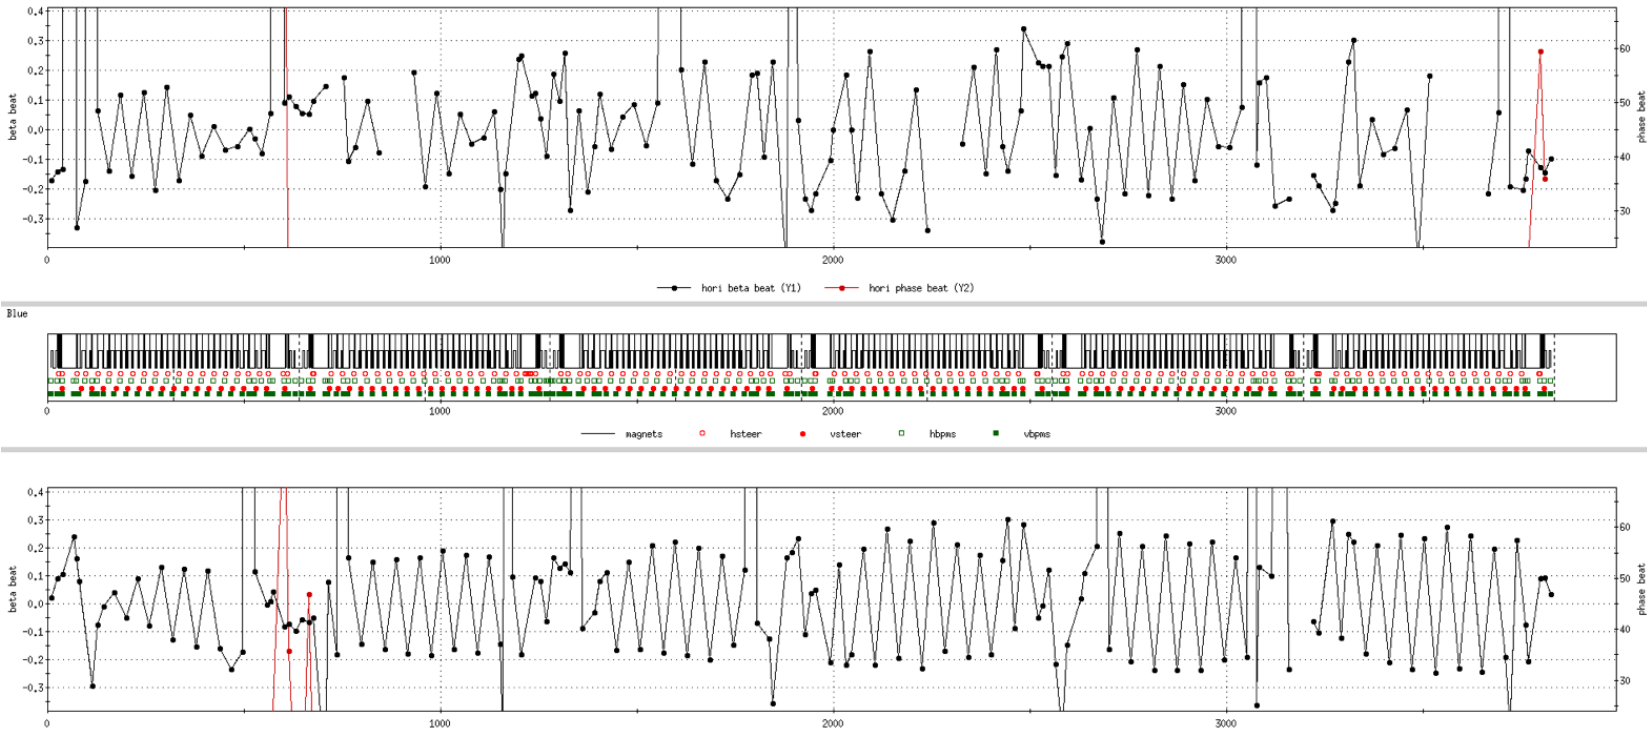 0.4
0.3
0.2
0.1
0.0
-0.1
-0.2
-0.3
beta beat
60
50
40
30
phase beat
0 1000 2000 3000
hori beta beat (Y1) hori phase beat (Y2)
Blue
0 1000 2000 3000
magnets hsteer vsteer hbpms vbpms
0.4
0.3
0.2
0.1
0.0
-0.1
-0.2
-0.3
beta beat
60
50
40
30
phase beat
0 1000 2000 3000